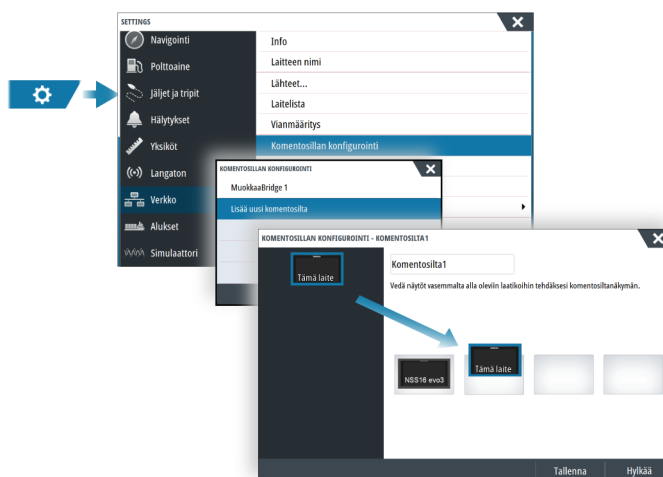 SETTINGS
Navigointi
Polttoaine
Jäljet ja tripit
Hälytykset
Yksiköt
Langaton
Verkko
Alukset
Simulaattori
Info
Laitteen nimi
Lähteet...
Laitelista
Vianmääritys
Komentosillan konfigurointi
KOMENTOSILLAN KONFIGUROINTI
MuokkaaBridge 1
Lisää uusi komentosilta
KOMENTOSILLAN KONFIGUROINTI - KOMENTOSILTA1
Tämä laite
Komentosilta1
Vedä näytöt vasemmalta alla oleviin laatikoihin tehdäksesi komentosiltanäkymän.
NSS16 evo3
Tämä laite
Tallenna
Hylkää